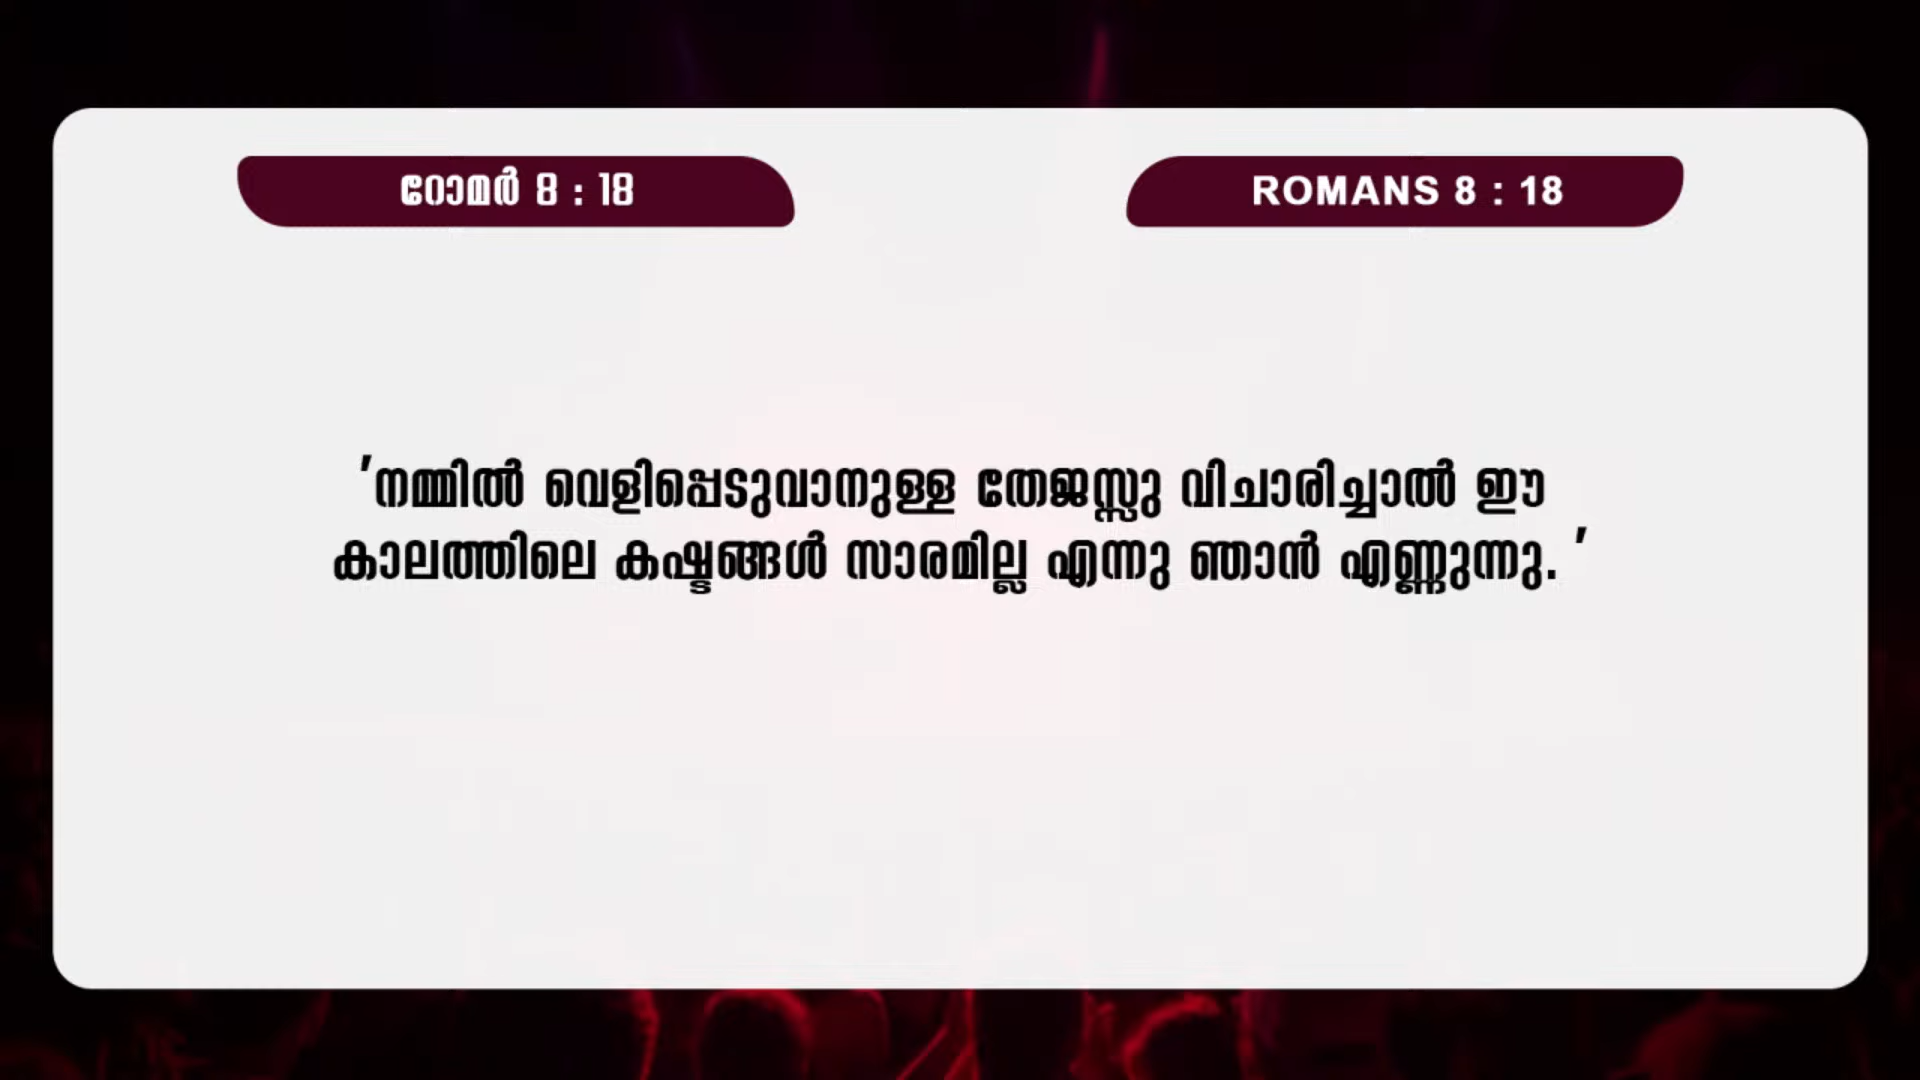 റോമർ 8 : 18
ROMANS 8 : 18
'നമ്മിൽ വെളിപ്പെടുവാനുള്ള തേജസ്സു വിചാരിച്ചാൽ ഈ
കാലത്തിലെ കഷ്ടങ്ങൾ സാരമില്ല എന്നു ഞാൻ എണ്ണുന്നു. '